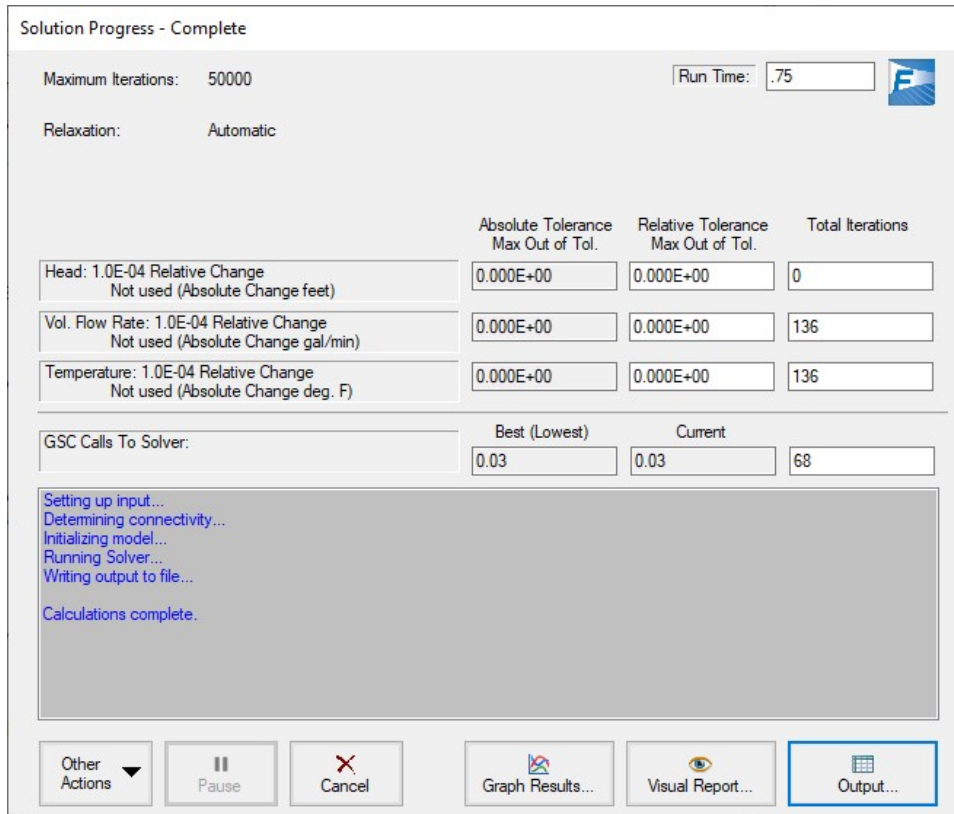 Solution Progress - Complete
Maximum Iterations: 50000
Run Time: .75
Relaxation: Automatic
Absolute Tolerance Relative Tolerance Total Iterations
Max Out of Tol. Max Out of Tol.
Head: 1.0E-04 Relative Change
Not used (Absolute Change feet)
0.000E+00 0.000E+00 0
Vol. Flow Rate: 1.0E-04 Relative Change
Not used (Absolute Change gal/min)
0.000E+00 0.000E+00 136
Temperature: 1.0E-04 Relative Change
Not used (Absolute Change deg. F)
0.000E+00 0.000E+00 136
Best (Lowest) Current
GSC Calls To Solver:
0.03 0.03 68
Setting up input...
Determining connectivity...
Initializing model...
Running Solver...
Writing output to file...
Calculations complete.
Other
Actions
Pause
Cancel
Graph Results...
Visual Report...
Output...